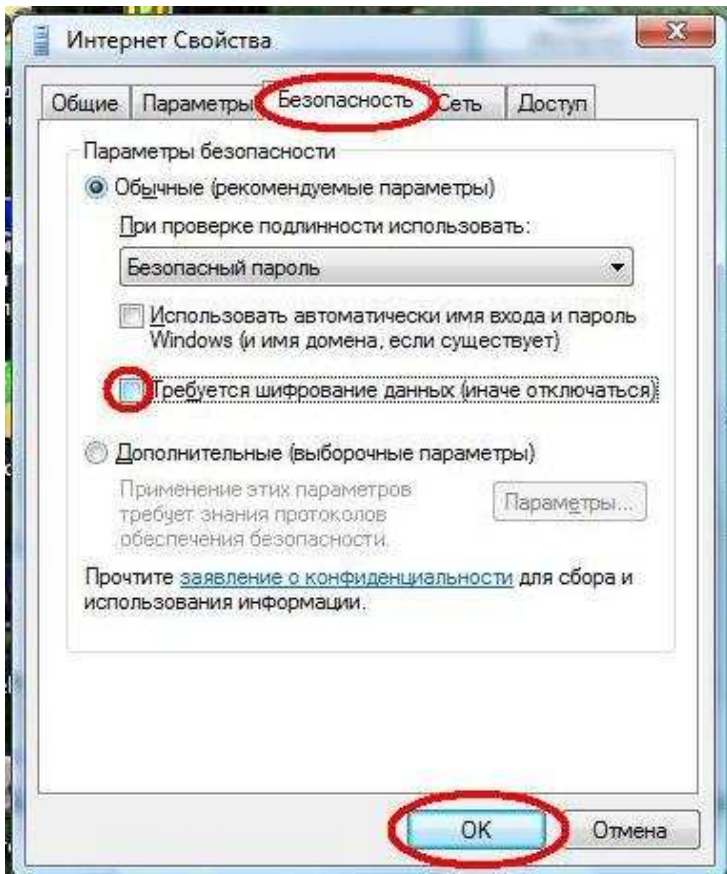 Интернет Свойства
Общие Параметры Безопасность Сеть Доступ
Параметры безопасности
Обычные (рекомендуемые параметры)
При проверке подлинности использовать:
Безопасный пароль
Использовать автоматически имя входа и пароль
Windows (и имя домена, если существует)
Требуется шифрование данных (иначе отключаться)
Дополнительные (выборочные параметры)
Применение этих параметров
требует знания протоколов
обеспечения безопасности.
Параметры...
Прочтите заявление о конфиденциальности для сбора и
использования информации.
ОК Отмена